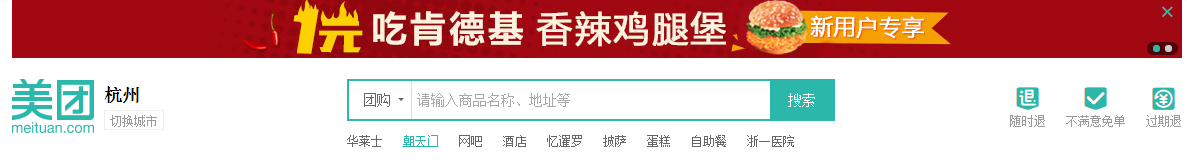 1元 吃肯德基 香辣鸡腿堡 新用户专享
美团 杭州
meituan.com 切换城市
团购 请输入商品名称、地址等 搜索
华莱士 朝天门 网吧 酒店 忆暹罗 披萨 蛋糕 自助餐 浙一医院
退
随时退 不满意免单 过期退